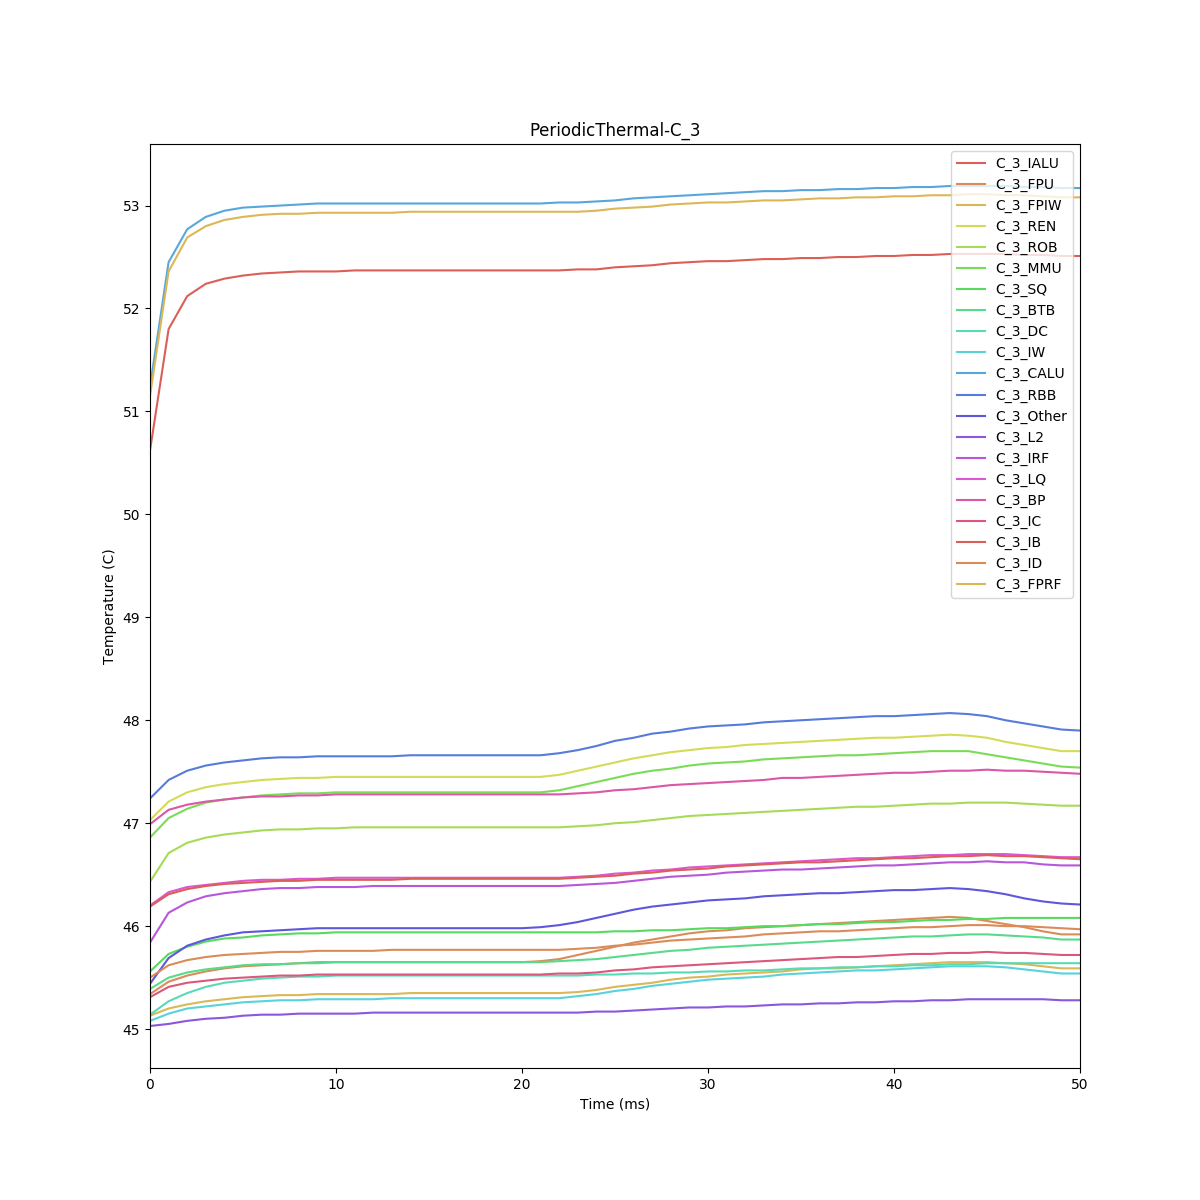 PeriodicThermal-C_3
C_3_IALU
C_3_FPU
C_3_FPIW
C_3_REN
C_3_ROB
C_3_MMU
C_3_SQ
C_3_BTB
C_3_DC
C_3_IW
C_3_CALU
C_3_RBB
C_3_Other
C_3_L2
C_3_IRF
C_3_LQ
C_3_BP
C_3_IC
C_3_IB
C_3_ID
C_3_FPRF
53
52
51
50
49
48
47
46
45
Temperature (C)
0 10 20 30 40 50
Time (ms)